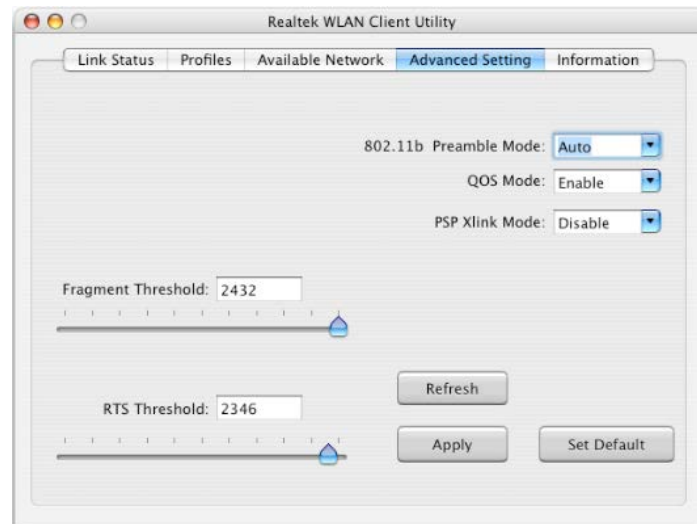 Realtek WLAN Client Utility
Link Status Profiles Available Network Advanced Setting Information
802.11b Preamble Mode: Auto
QOS Mode: Enable
PSP Xlink Mode: Disable
Fragment Threshold: 2432
Refresh
RTS Threshold: 2346
Apply Set Default